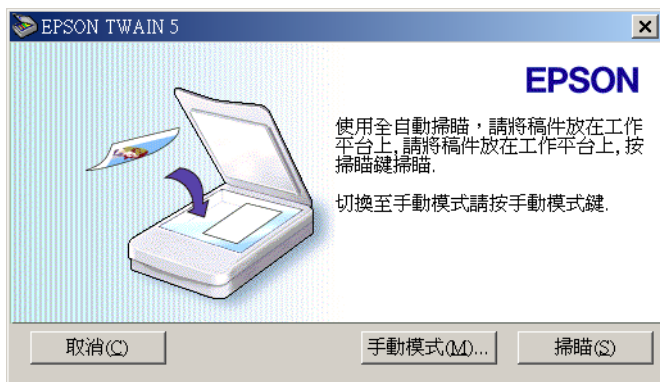 EPSON TWAIN 5
EPSON
使用全自動掃瞄，請將稿件放在工作
平台上,請將稿件放在工作平台上,按
掃瞄鍵掃瞄.
切換至手動模式請按手動模式鍵.
取消(C)
手動模式(M)...
掃瞄(S)